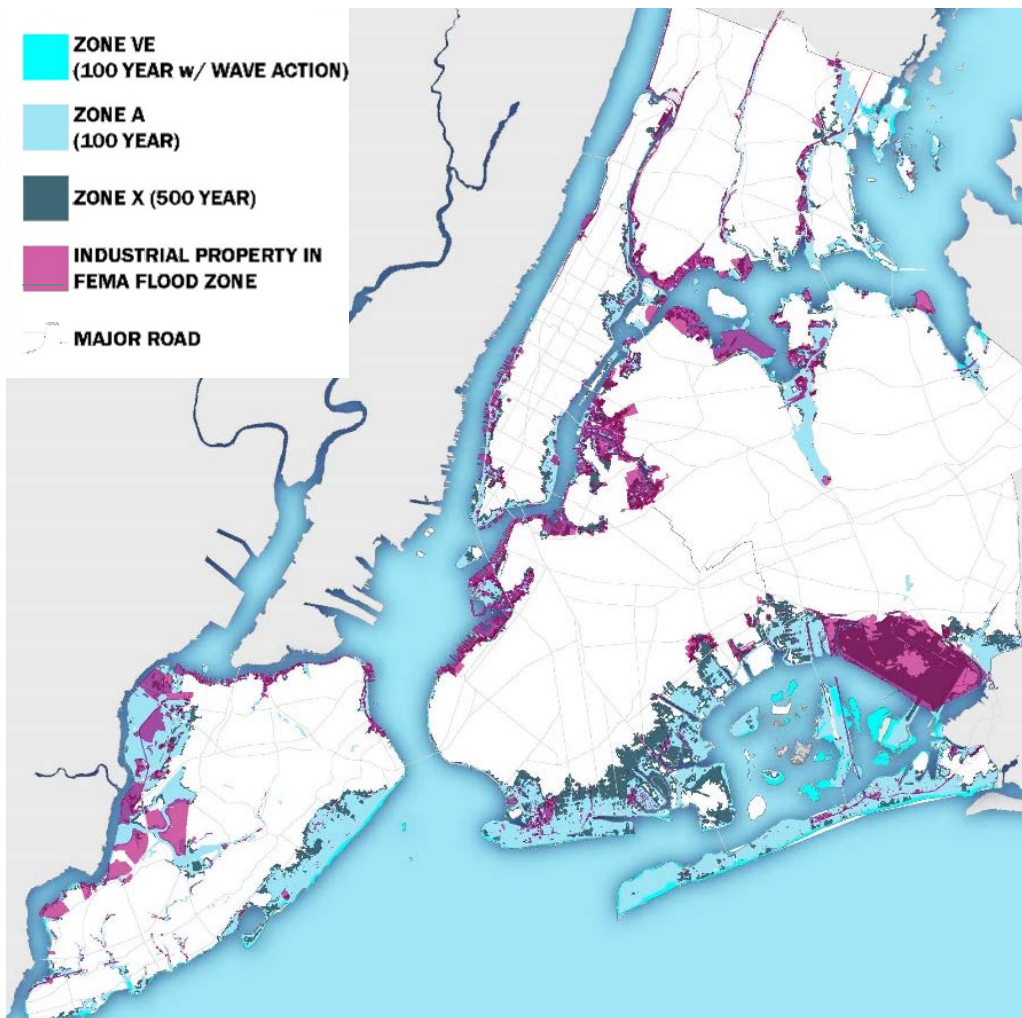 ZONE VE
(100 YEAR w/ WAVE ACTION)
ZONE A
(100 YEAR)
ZONE X (500 YEAR)
INDUSTRIAL PROPERTY IN
FEMA FLOOD ZONE
MAJOR ROAD